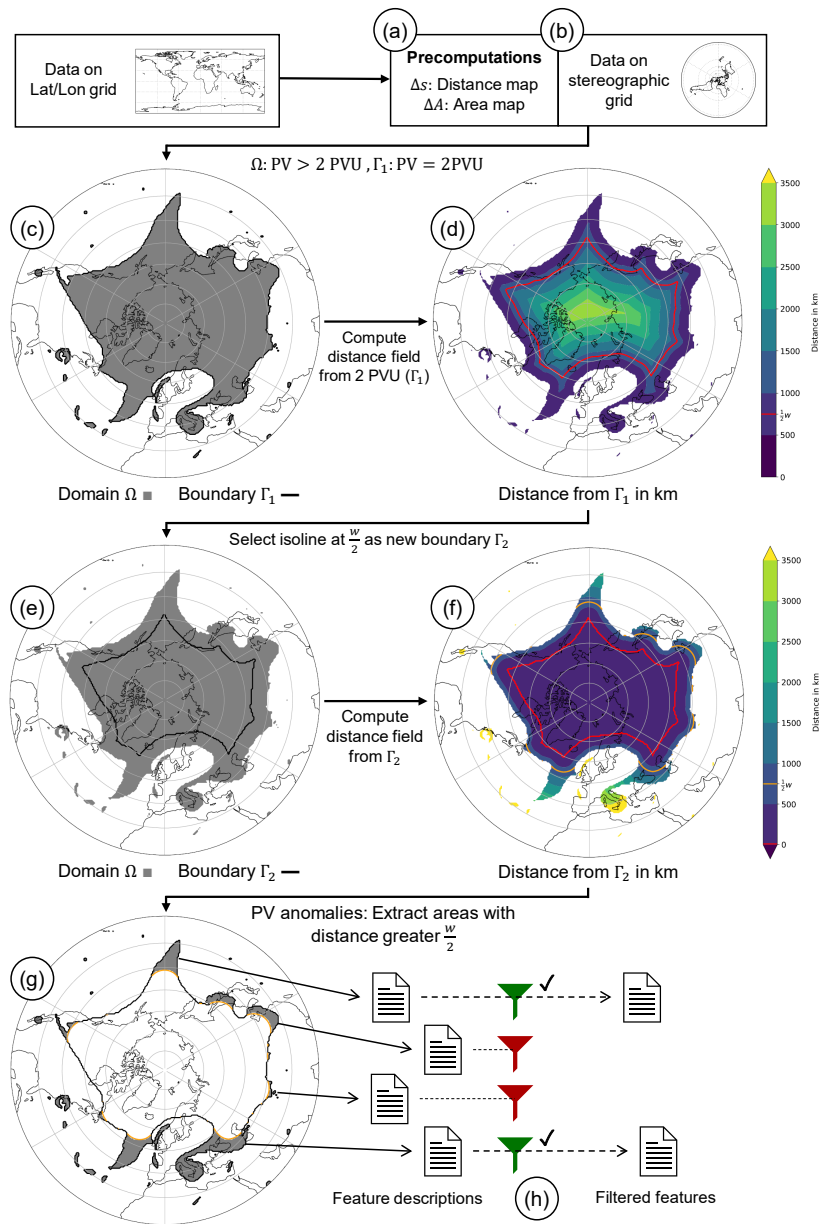 (a)
(b)
Data on
Lat/Lon grid
Precomputations
Δs: Distance map
ΔA: Area map
Data on
stereographic
grid
Ω: PV > 2 PVU , Γ₁: PV = 2PVU
(c)
(d)
Compute
distance field
from 2 PVU (Γ₁)
3500
3000
2500
2000
1500
1000
½w
500
0
Distance in km
Domain Ω Boundary Γ₁
Distance from Γ₁ in km
Select isoline at w/2 as new boundary Γ₂
(e)
(f)
Compute
distance field
from Γ₂
3500
3000
2500
2000
1500
1000
½w
500
0
Distance in km
Domain Ω Boundary Γ₂
Distance from Γ₂ in km
PV anomalies: Extract areas with
distance greater w/2
(g)
Feature descriptions
(h)
Filtered features